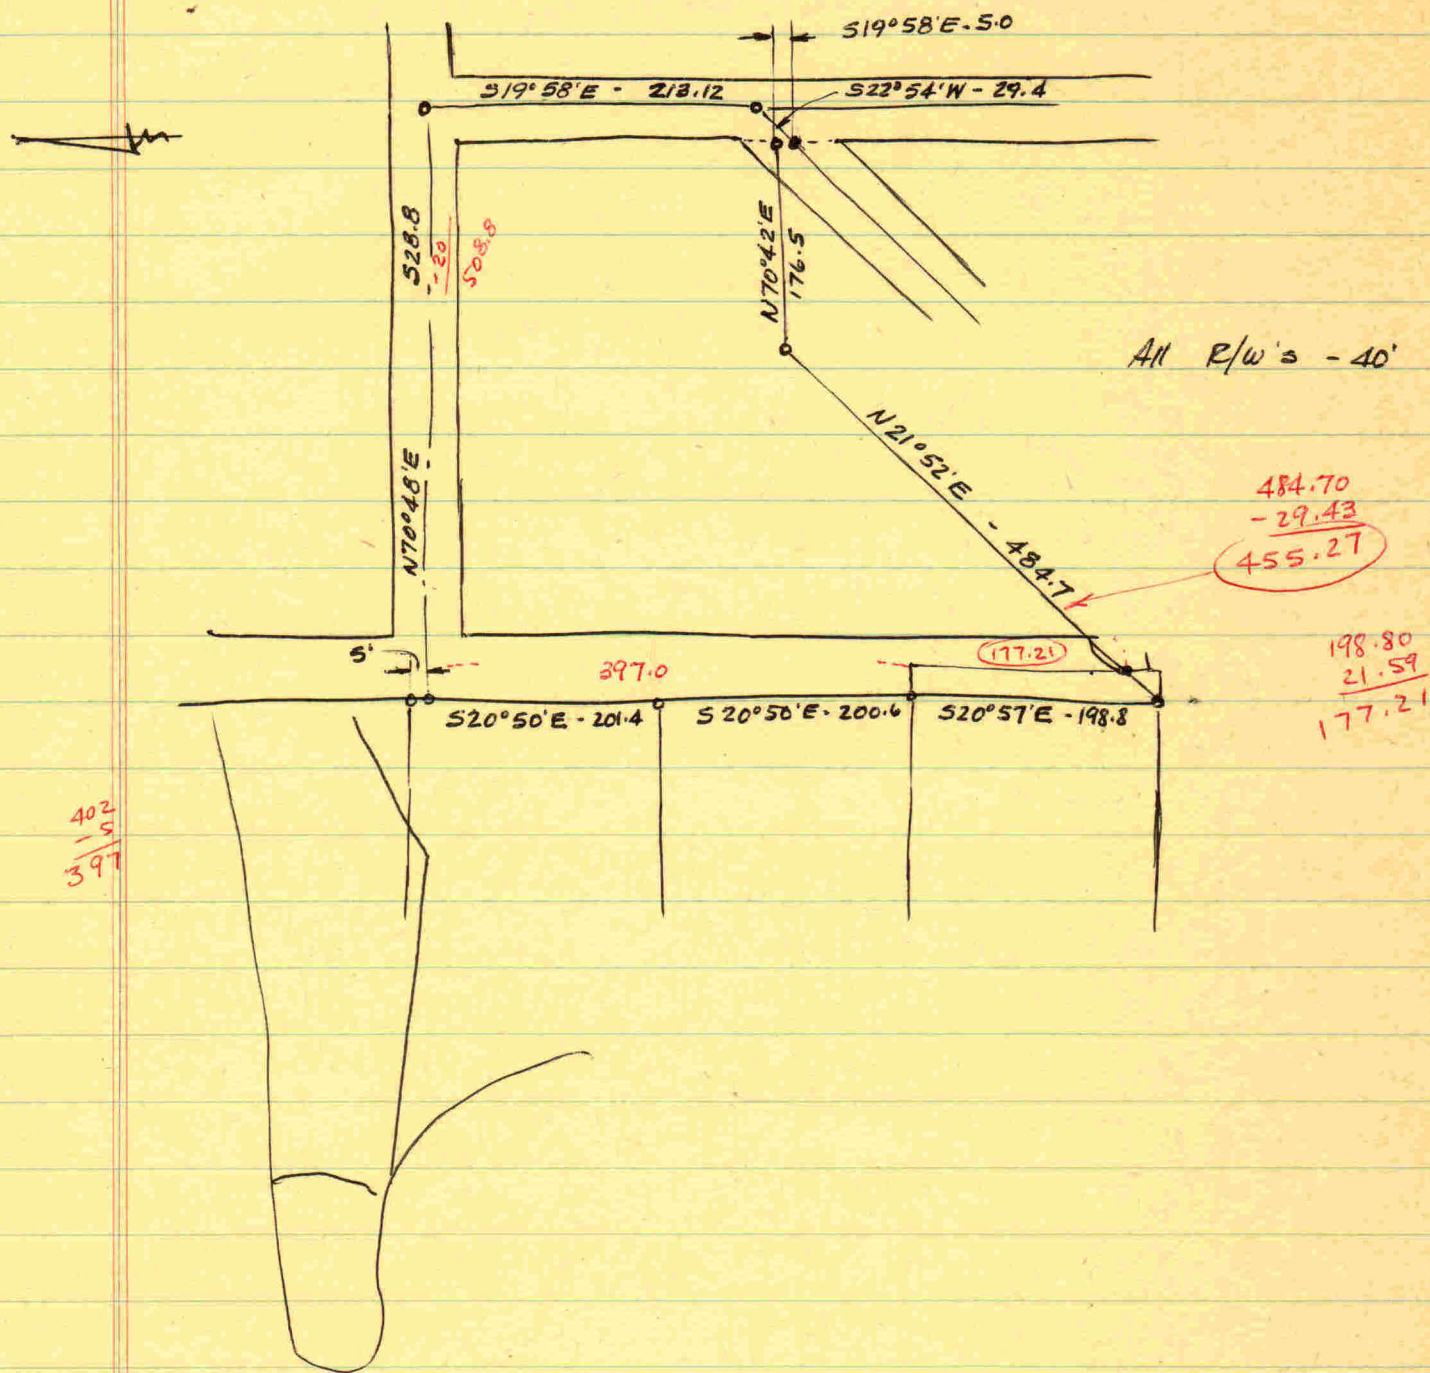 S19°58'E - 5.0
S19°58'E - 213.12
S22°54'W - 29.4
N
528.8
-20
508.8
N70°42'E
176.5
All R/W's - 40'
N21°52'E - 484.7
N70°48'E
484.70
-29.43
455.27
5'
397.0
177.21
198.80
21.59
177.21
S20°50'E - 201.4
S20°50'E - 200.6
S20°57'E - 198.8
402
-5
397